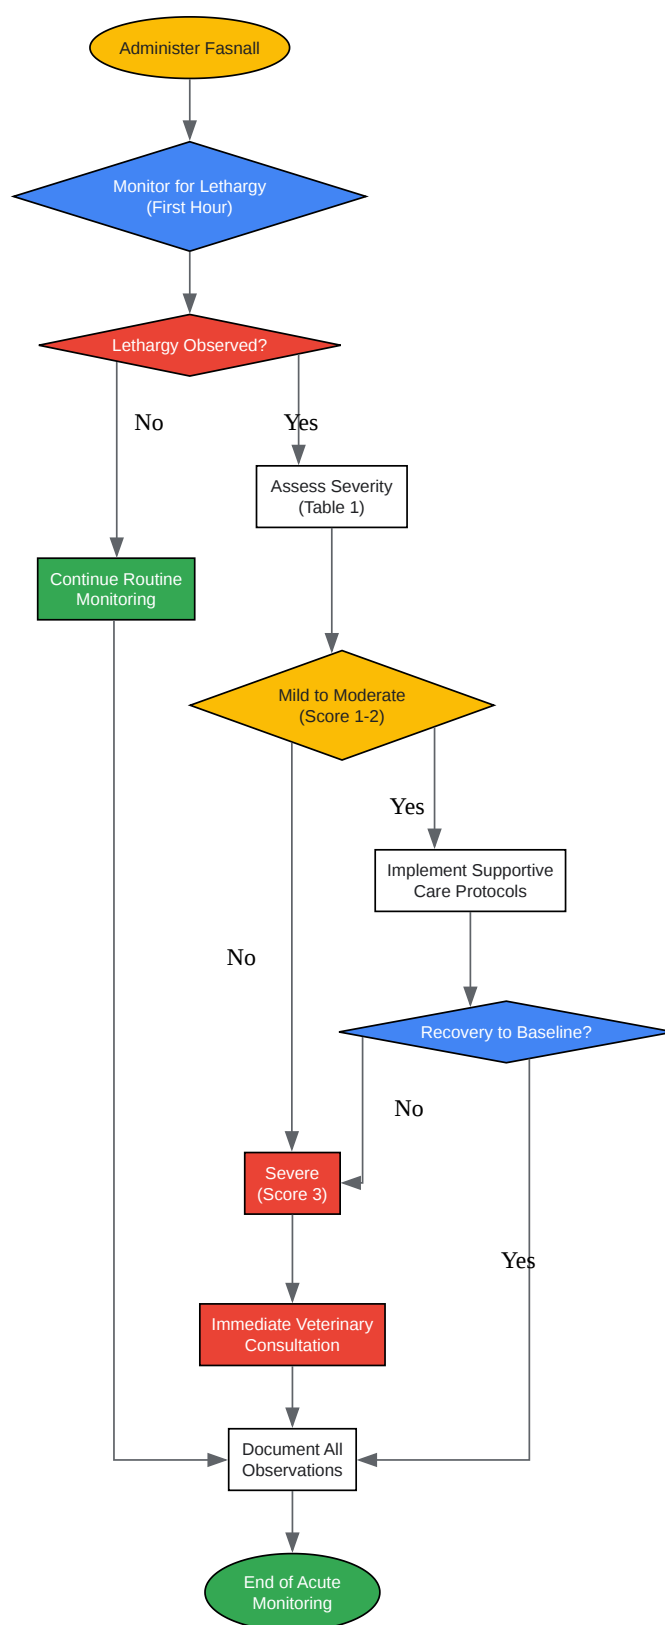 Administer Fasnall
Monitor for Lethargy
(First Hour)
Lethargy Observed?
No
Yes
Assess Severity
(Table 1)
Continue Routine
Monitoring
Mild to Moderate
(Score 1-2)
Yes
Implement Supportive
Care Protocols
No
Recovery to Baseline?
No
Severe
(Score 3)
Yes
Immediate Veterinary
Consultation
Document All
Observations
End of Acute
Monitoring